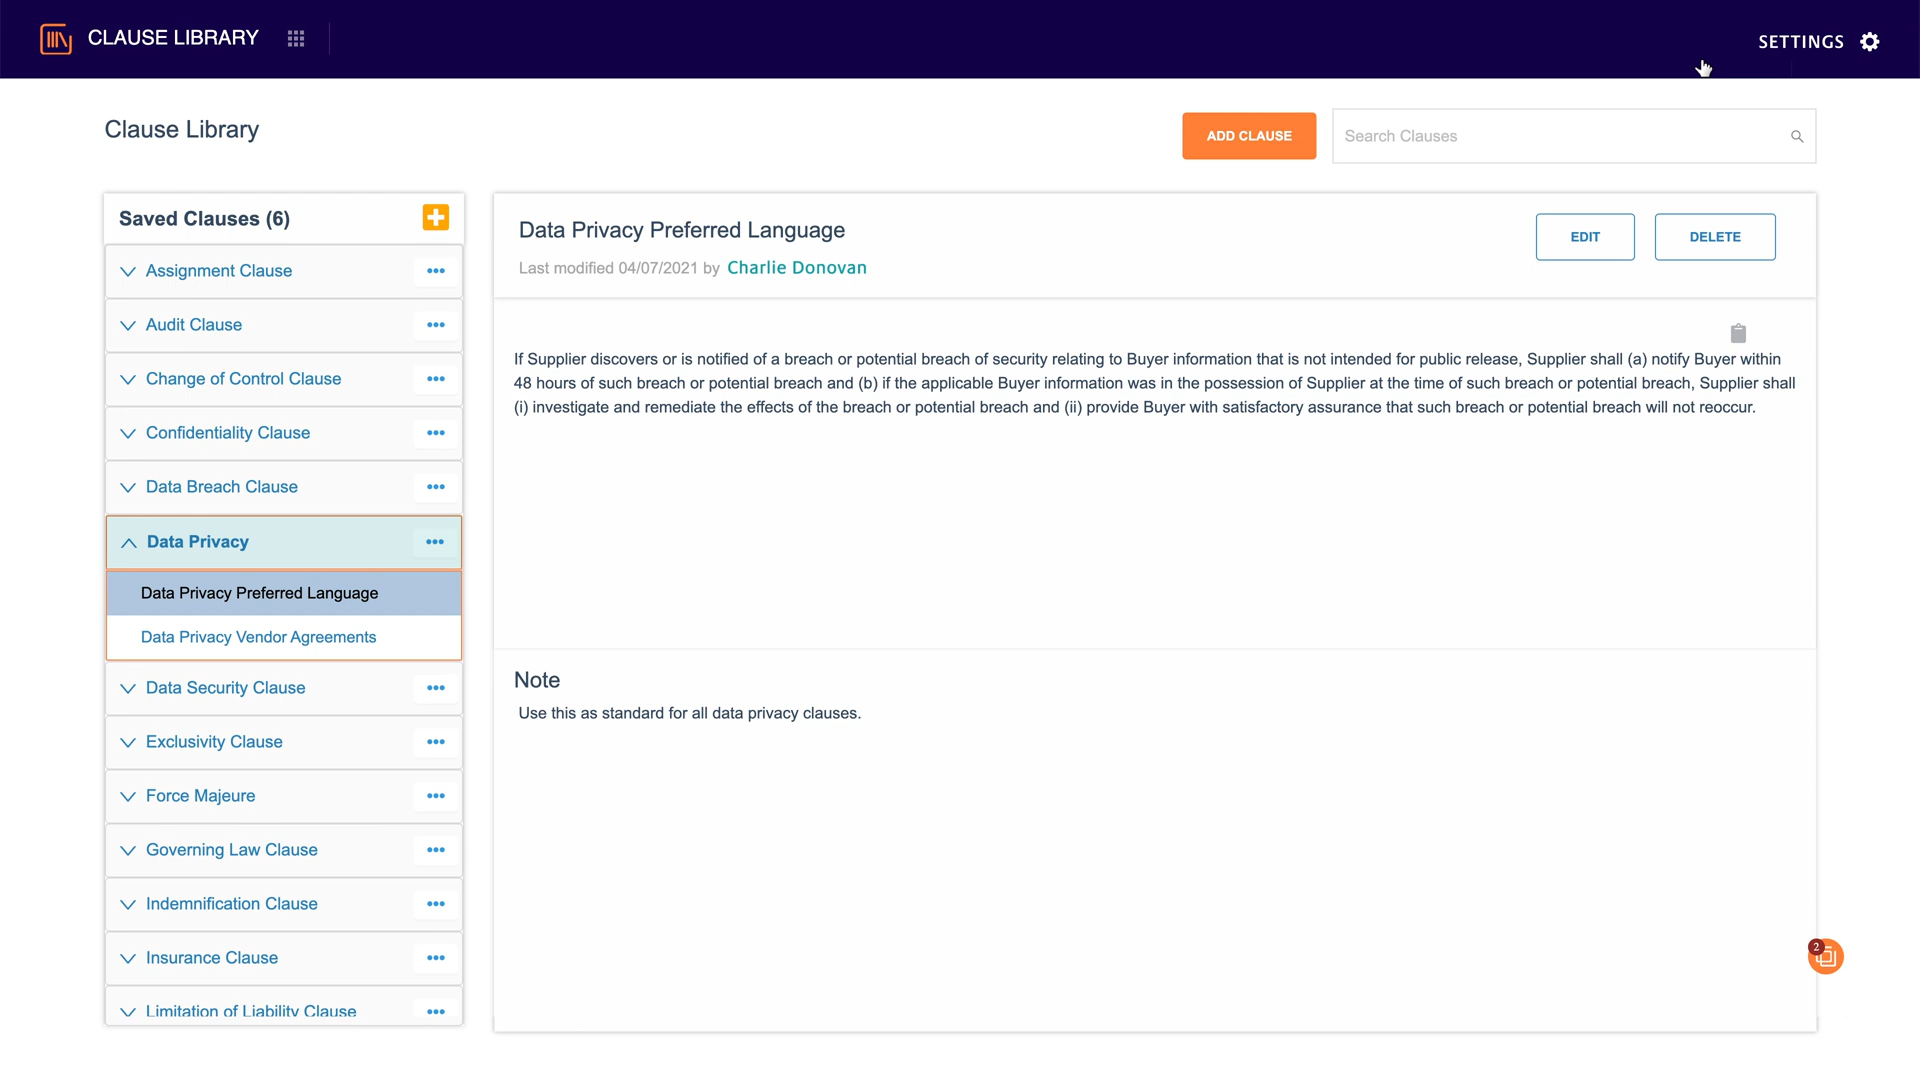 CLAUSE LIBRARY
SETTINGS
Clause Library
ADD CLAUSE
Search Clauses
Saved Clauses (6)
Assignment Clause
Audit Clause
Change of Control Clause
Confidentiality Clause
Data Breach Clause
Data Privacy
Data Privacy Preferred Language
Data Privacy Vendor Agreements
Data Security Clause
Exclusivity Clause
Force Majeure
Governing Law Clause
Indemnification Clause
Insurance Clause
Limitation of Liability Clause
Data Privacy Preferred Language
EDIT
DELETE
Last modified 04/07/2021 by Charlie Donovan
If Supplier discovers or is notified of a breach or potential breach of security relating to Buyer information that is not intended for public release, Supplier shall (a) notify Buyer within
48 hours of such breach or potential breach and (b) if the applicable Buyer information was in the possession of Supplier at the time of such breach or potential breach, Supplier shall
(i) investigate and remediate the effects of the breach or potential breach and (ii) provide Buyer with satisfactory assurance that such breach or potential breach will not reoccur.
Note
Use this as standard for all data privacy clauses.
2